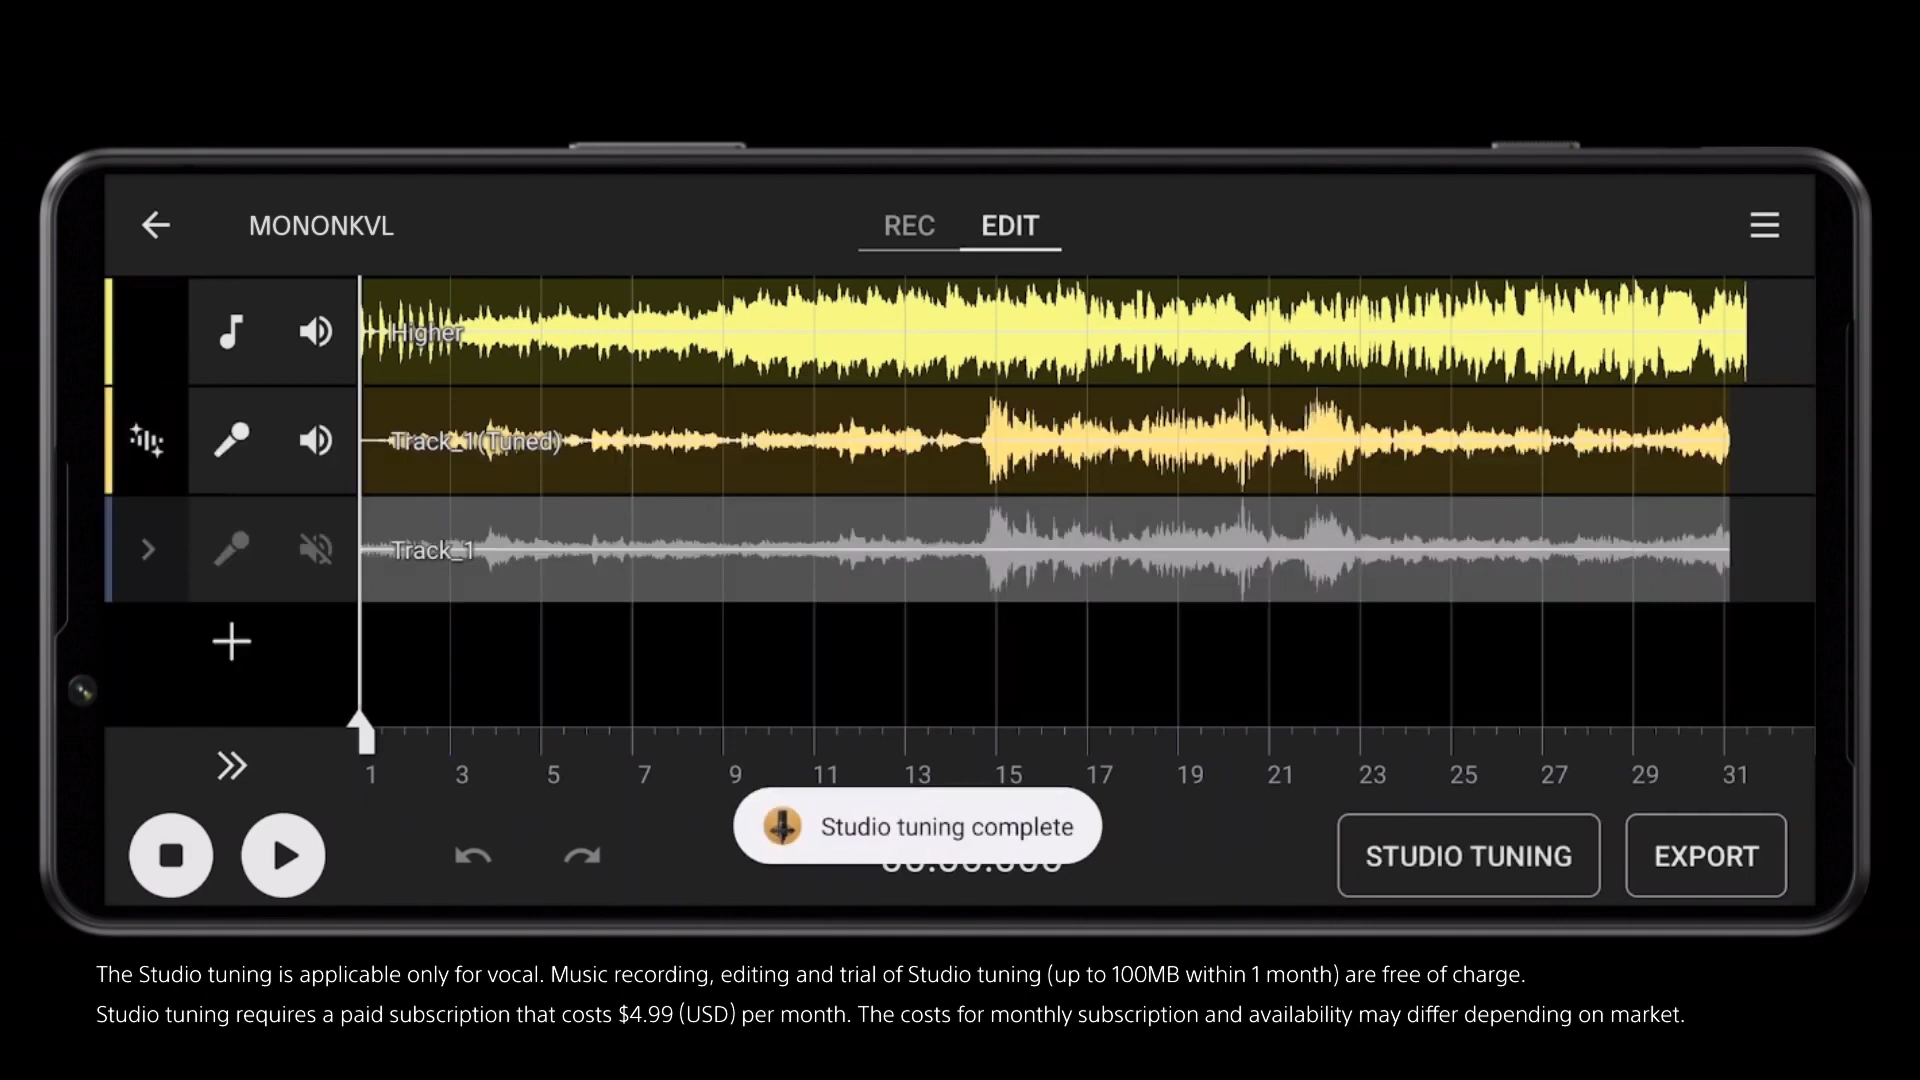 MONONKVL
REC EDIT
Higher
Track_1(Tuned)
Track_1
1 3 5 7 9 11 13 15 17 19 21 23 25 27 29 31
Studio tuning complete
STUDIO TUNING
EXPORT
The Studio tuning is applicable only for vocal. Music recording, editing and trial of Studio tuning (up to 100MB within 1 month) are free of charge.
Studio tuning requires a paid subscription that costs $4.99 (USD) per month. The costs for monthly subscription and availability may differ depending on market.